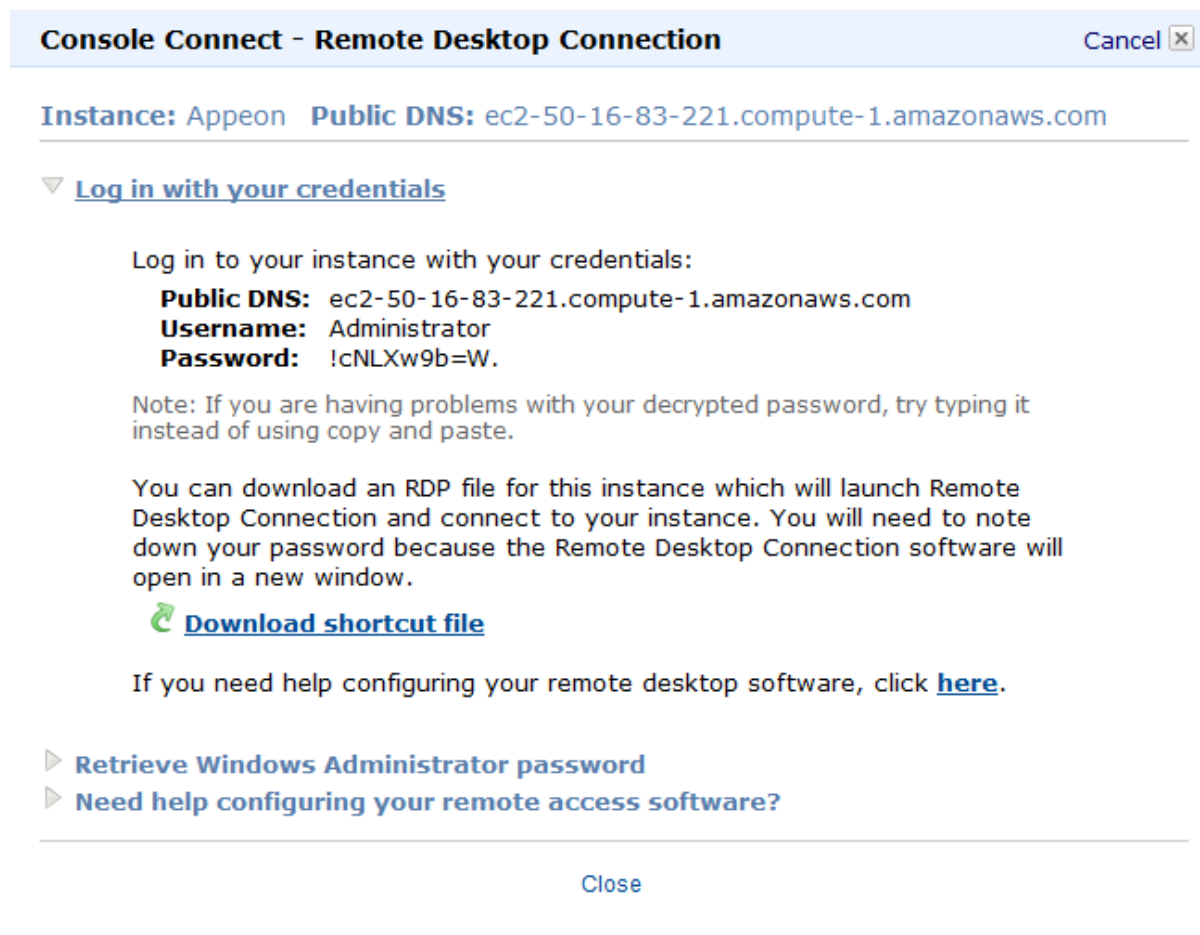 Console Connect - Remote Desktop Connection Cancel
Instance: Appeon Public DNS: ec2-50-16-83-221.compute-1.amazonaws.com
Log in with your credentials
Log in to your instance with your credentials:
Public DNS: ec2-50-16-83-221.compute-1.amazonaws.com
Username: Administrator
Password: !cNLXw9b=W.
Note: If you are having problems with your decrypted password, try typing it
instead of using copy and paste.
You can download an RDP file for this instance which will launch Remote
Desktop Connection and connect to your instance. You will need to note
down your password because the Remote Desktop Connection software will
open in a new window.
Download shortcut file
If you need help configuring your remote desktop software, click here.
Retrieve Windows Administrator password
Need help configuring your remote access software?
Close